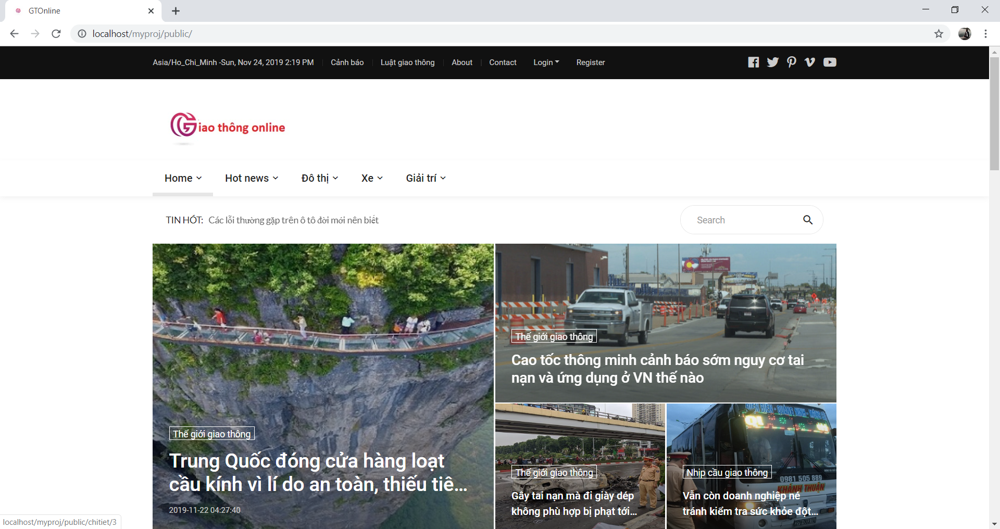 GTOnline
localhost/myproj/public/
Asia/Ho_Chi_Minh -Sun, Nov 24, 2019 2:19 PM
Cảnh báo
Luật giao thông
About
Contact
Login
Register
Giao thông online
Home
Hot news
Đô thị
Xe
Giải trí
TIN HÓT: Các lỗi thường gặp trên ô tô đời mới nên biết
Search
Thế giới giao thông
Trung Quốc đóng cửa hàng loạt
cầu kính vì lí do an toàn, thiếu tiê...
2019-11-22 04:27:40
Thế giới giao thông
Cao tốc thông minh cảnh báo sớm nguy cơ tai
nạn và ứng dụng ở VN thế nào
Thế giới giao thông
Gây tai nạn mà đi giày dép
không phù hợp bị phạt tới...
ĐIỆN BIÊN - QUẢNG NINH - MÓNG CÁI
Nhịp cầu giao thông
0981 505 889
KHÁNH THUẬN
Vẫn còn doanh nghiệp né
tránh kiểm tra sức khỏe đột...
localhost/myproj/public/chitiet/3